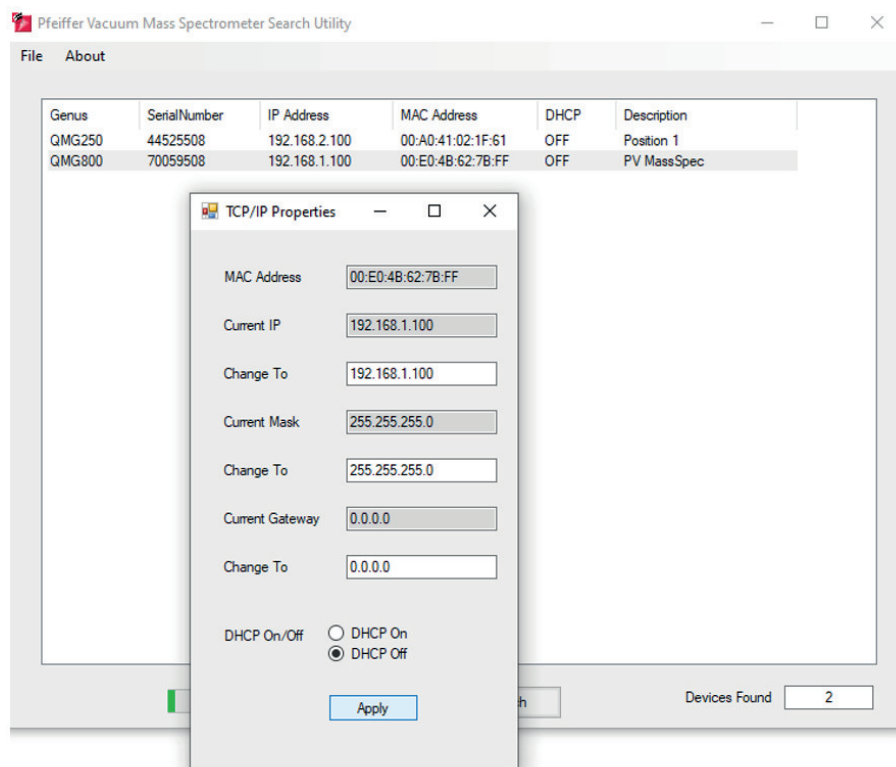 Pfeiffer Vacuum Mass Spectrometer Search Utility
File About
Genus SerialNumber IP Address MAC Address DHCP Description
QMG250 44525508 192.168.2.100 00:A0:41:02:1F:61 OFF Position 1
QMG800 70059508 192.168.1.100 00:E0:4B:62:7B:FF OFF PV MassSpec
TCP/IP Properties
MAC Address 00:E0:4B:62:7B:FF
Current IP 192.168.1.100
Change To 192.168.1.100
Current Mask 255.255.255.0
Change To 255.255.255.0
Current Gateway 0.0.0.0
Change To 0.0.0.0
DHCP On/Off DHCP On
DHCP Off
Apply
Devices Found 2